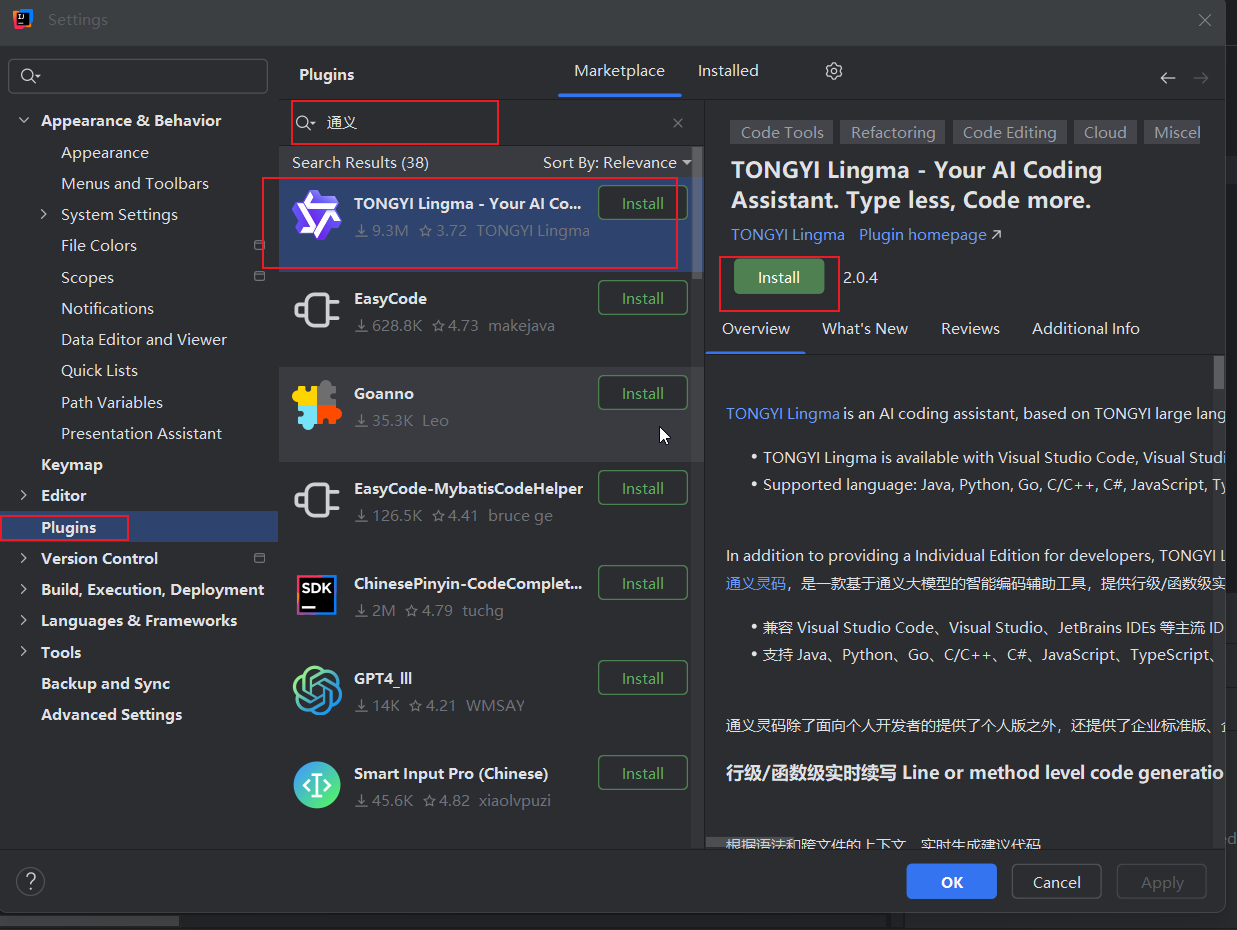 Settings
Appearance & Behavior
Appearance
Menus and Toolbars
System Settings
File Colors
Scopes
Notifications
Data Editor and Viewer
Quick Lists
Path Variables
Presentation Assistant
Keymap
Editor
Plugins
Version Control
Build, Execution, Deployment
Languages & Frameworks
Tools
Backup and Sync
Advanced Settings
Plugins
Marketplace
Installed
通义
Search Results (38)
Sort By: Relevance
TONGYI Lingma - Your AI Co...
Install
9.3M 3.72 TONGYI Lingma
EasyCode
Install
628.8K 4.73 makejava
Goanno
Install
35.3K Leo
EasyCode-MybatisCodeHelper
Install
126.5K 4.41 bruce ge
SDK
ChinesePinyin-CodeComplet...
Install
2M 4.79 tuchg
GPT4_lll
Install
14K 4.21 WMSAY
Smart Input Pro (Chinese)
Install
45.6K 4.82 xiaolvpuzi
Code Tools Refactoring Code Editing Cloud Miscel
TONGYI Lingma - Your AI Coding
Assistant. Type less, Code more.
TONGYI Lingma Plugin homepage
Install 2.0.4
Overview What's New Reviews Additional Info
TONGYI Lingma is an AI coding assistant, based on TONGYI large lang
• TONGYI Lingma is available with Visual Studio Code, Visual Studi
• Supported language: Java, Python, Go, C/C++, C#, JavaScript, Ty
In addition to providing a Individual Edition for developers, TONGYI L
通义灵码，是一款基于通义大模型的智能编码辅助工具，提供行级/函数级实
• 兼容 Visual Studio Code、Visual Studio、JetBrains IDEs 等主流 ID
• 支持 Java、Python、Go、C/C++、C#、JavaScript、TypeScript、
通义灵码除了面向个人开发者的提供了个人版之外，还提供了企业标准版、企
行级/函数级实时续写 Line or method level code generatio
根据语法和跨文件的上下文，实时生成建议代码
?
OK
Cancel
Apply